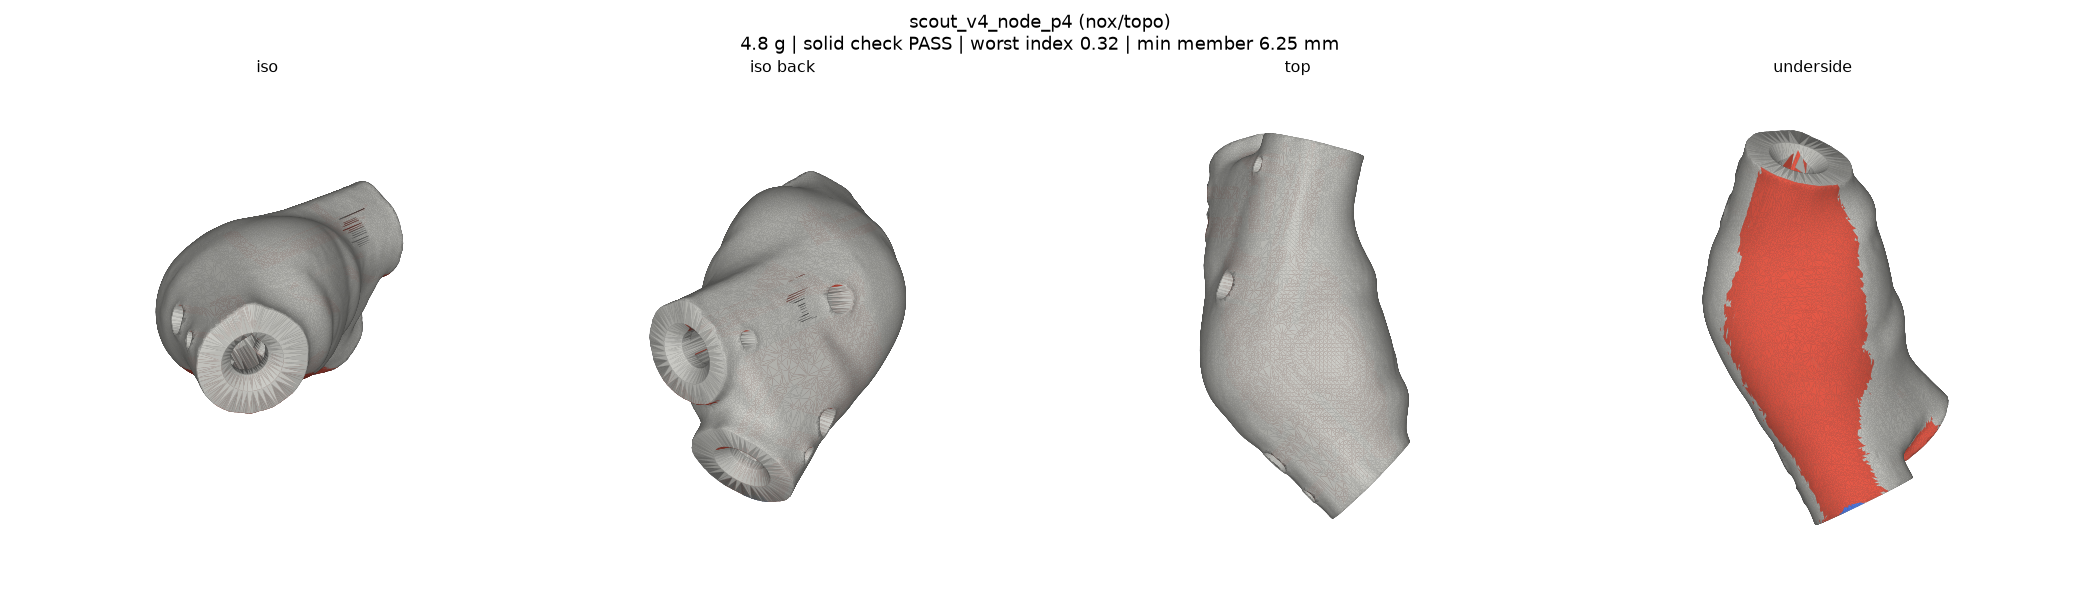 scout_v4_node_p4 (nox/topo)
4.8 g | solid check PASS | worst index 0.32 | min member 6.25 mm
iso
iso back
top
underside